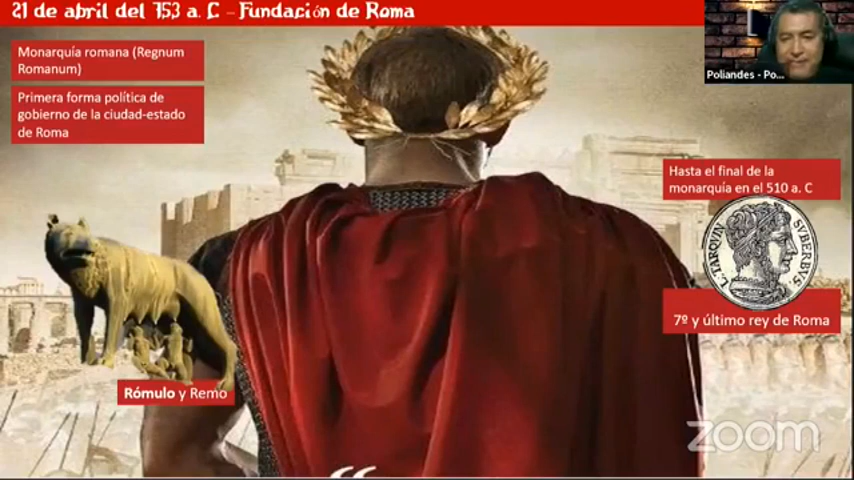 21 de abril del 753 a. C – Fundación de Roma
Monarquía romana (Regnum
Romanum)
Primera forma política de
gobierno de la ciudad-estado
de Roma
Poliandes - Po...
Hasta el final de la
monarquía en el 510 a. C
L. TARQUIN SVBERBVS
7º y último rey de Roma
Rómulo y Remo
zoom